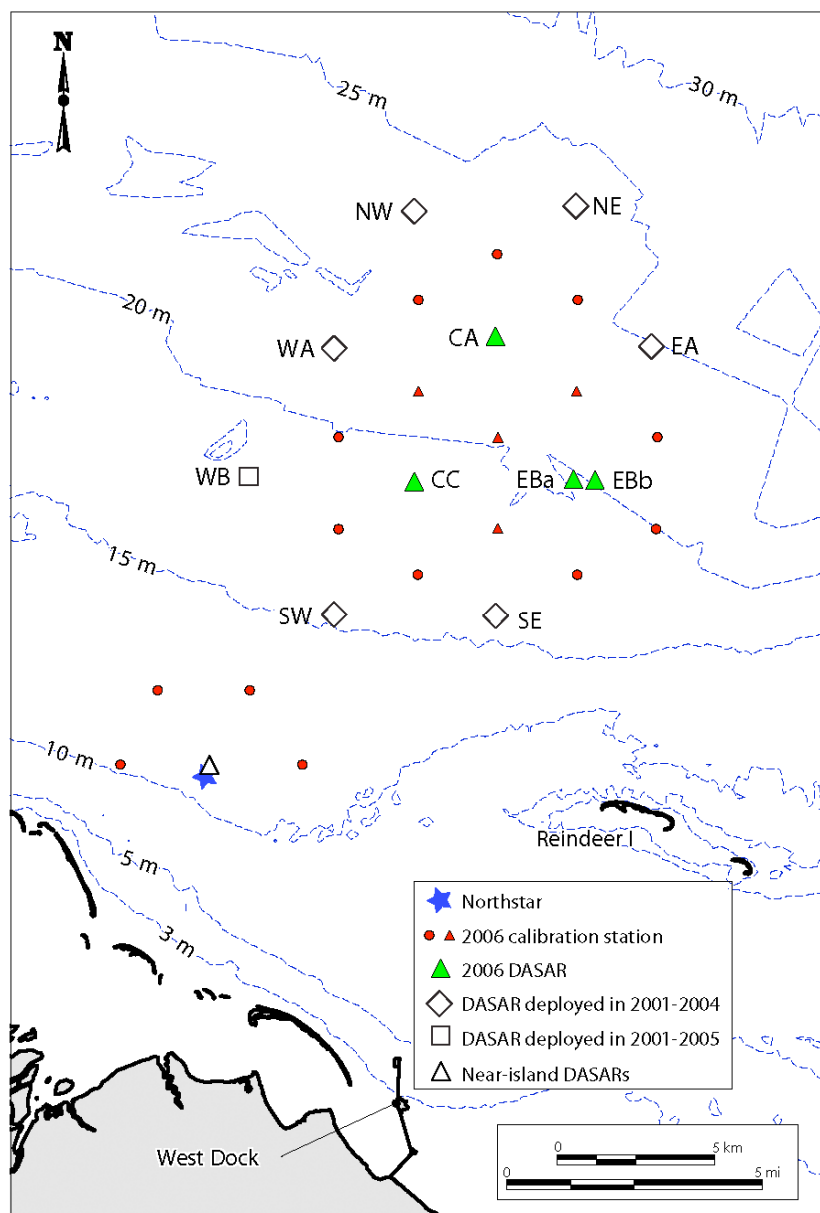 N
25 m
30 m
NW
NE
20 m
WA
CA
EA
WB
CC
EBa
EBb
15 m
SW
SE
10 m
Reindeer I
5 m
3 m
Northstar
2006 calibration station
2006 DASAR
DASAR deployed in 2001-2004
DASAR deployed in 2001-2005
Near-island DASARs
West Dock
0 5 km
0 5 mi